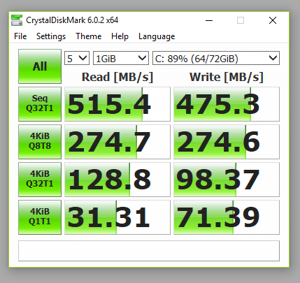 CrystalDiskMark 6.0.2 x64
File Settings Theme Help Language
All 5 1GiB C: 89% (64/72GiB)
Read [MB/s] Write [MB/s]
Seq Q32T1 515.4 475.3
4KiB Q8T8 274.7 274.6
4KiB Q32T1 128.8 98.37
4KiB Q1T1 31.31 71.39